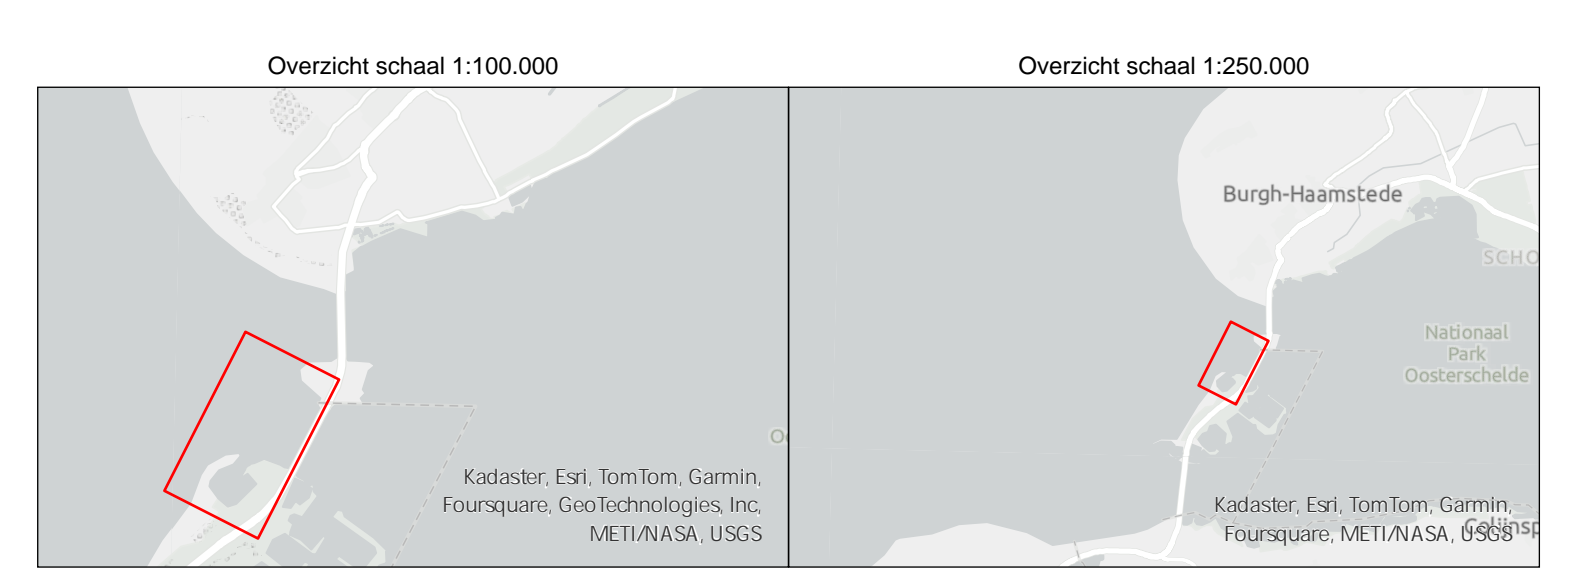 Overzicht schaal 1:100.000
Overzicht schaal 1:250.000
Burgh-Haamstede
SCHO
Nationaal
Park
Oosterschelde
Kadaster, Esri, TomTom, Garmin,
Foursquare, GeoTechnologies, Inc,
METI/NASA, USGS
Kadaster, Esri, TomTom, Garmin,
Foursquare, METI/NASA, USGS